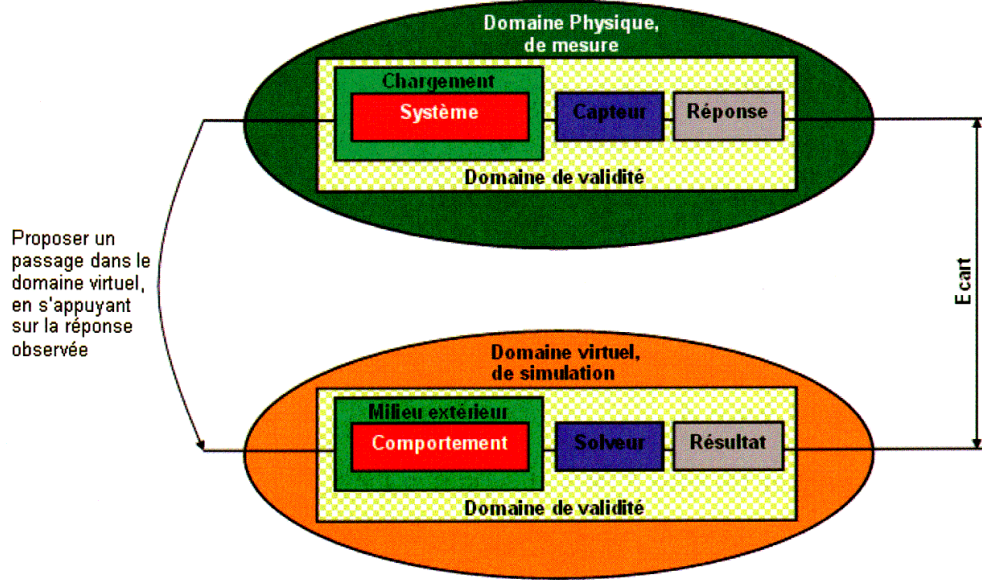 Domaine Physique,
de mesure
Chargement
Système
Capteur
Réponse
Domaine de validité
Proposer un
passage dans le
domaine virtuel,
en s'appuyant
sur la réponse
observée
Ecart
Domaine virtuel,
de simulation
Milieu extérieur
Comportement
Solveur
Résultat
Domaine de validité